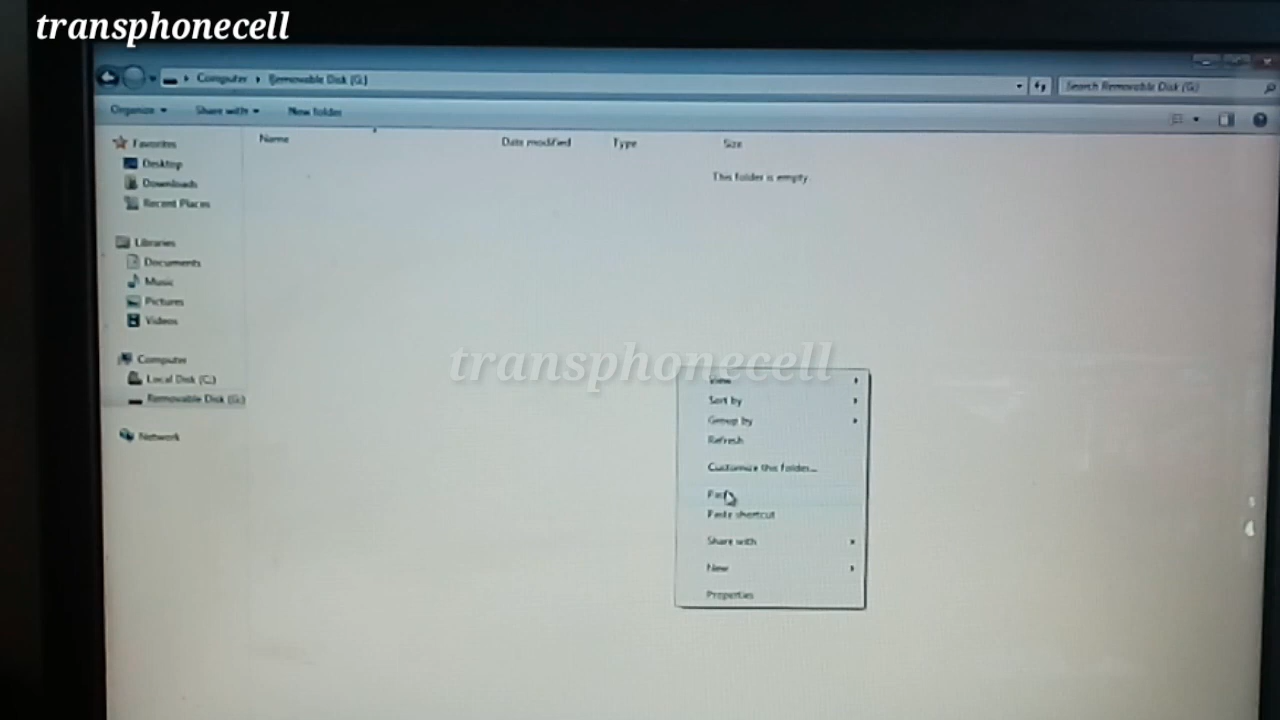 transphonecell
Computer Removable Disk (G:)
Search Removable Disk (G:)
Organize Share with New folder
Name Date modified Type Size
This folder is empty.
Favorites
Desktop
Downloads
Recent Places
Libraries
Documents
Music
Pictures
Videos
Computer
Local Disk (C:)
Removable Disk (G:)
Network
transphonecell
View
Sort by
Group by
Refresh
Customize this folder...
Paste
Paste shortcut
Share with
New
Properties